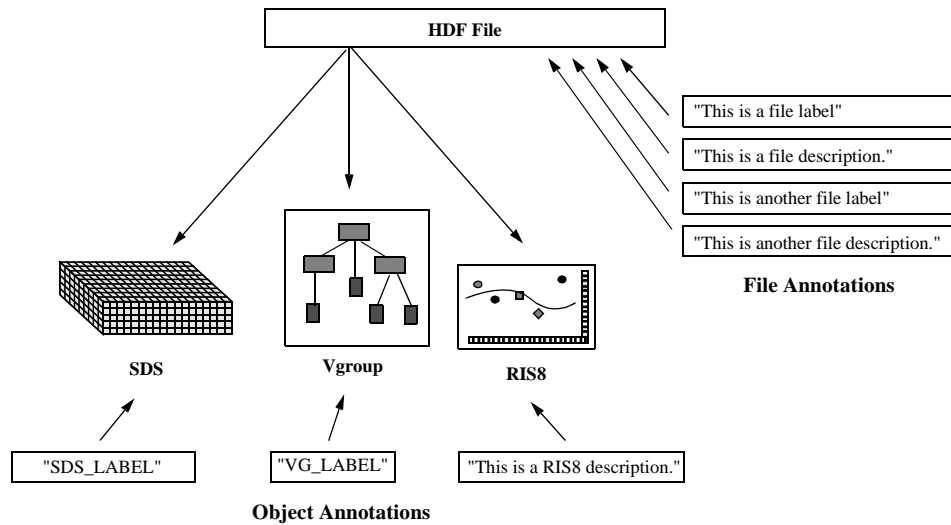 HDF File
"This is a file label"
"This is a file description."
"This is another file label"
"This is another file description."
File Annotations
SDS
Vgroup
RIS8
"SDS_LABEL"
"VG_LABEL"
"This is a RIS8 description."
Object Annotations